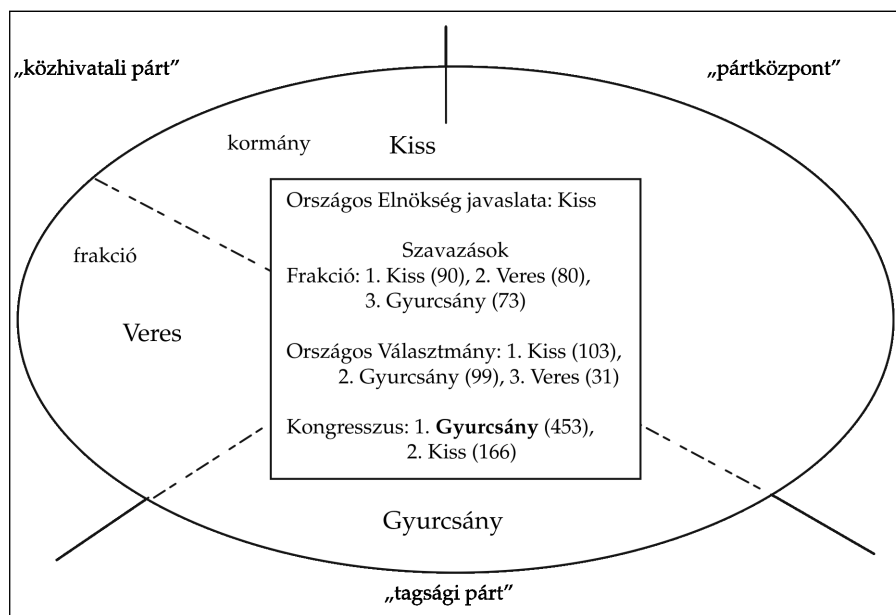 „közhivatali párt”
„pártközpont”
kormány
Kiss
Országos Elnökség javaslata: Kiss
Szavazások
frakció
Frakció: 1. Kiss (90), 2. Veres (80),
3. Gyurcsány (73)
Veres
Országos Választmány: 1. Kiss (103),
2. Gyurcsány (99), 3. Veres (31)
Kongresszus: 1. Gyurcsány (453),
2. Kiss (166)
Gyurcsány
„tagsági párt”